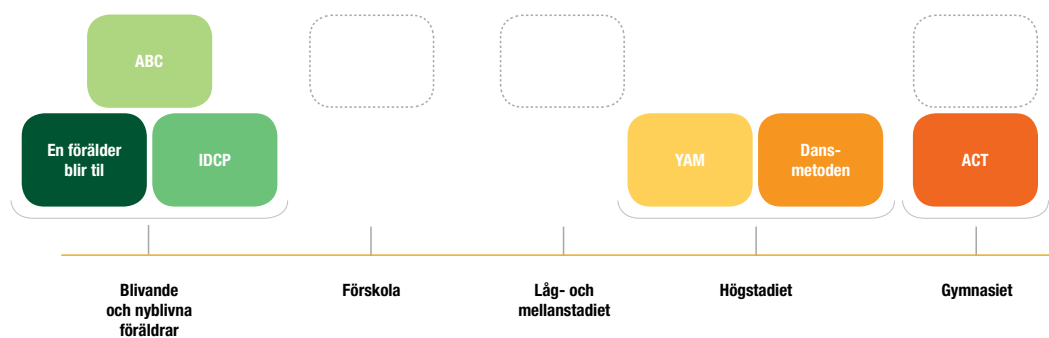 ABC
En förälder
blir til
IDCP
YAM
Dans-
metoden
ACT
Blivande
och nyblivna
föräldrar
Förskola
Låg- och
mellanstadiet
Högstadiet
Gymnasiet